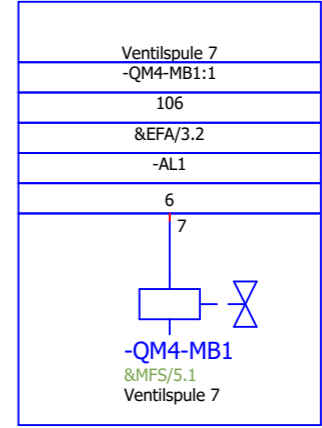 Ventilspule 7
-QM4-MB1:1
106
&EFA/3.2
-AL1
6
7
-QM4-MB1
&MFS/5.1
Ventilspule 7